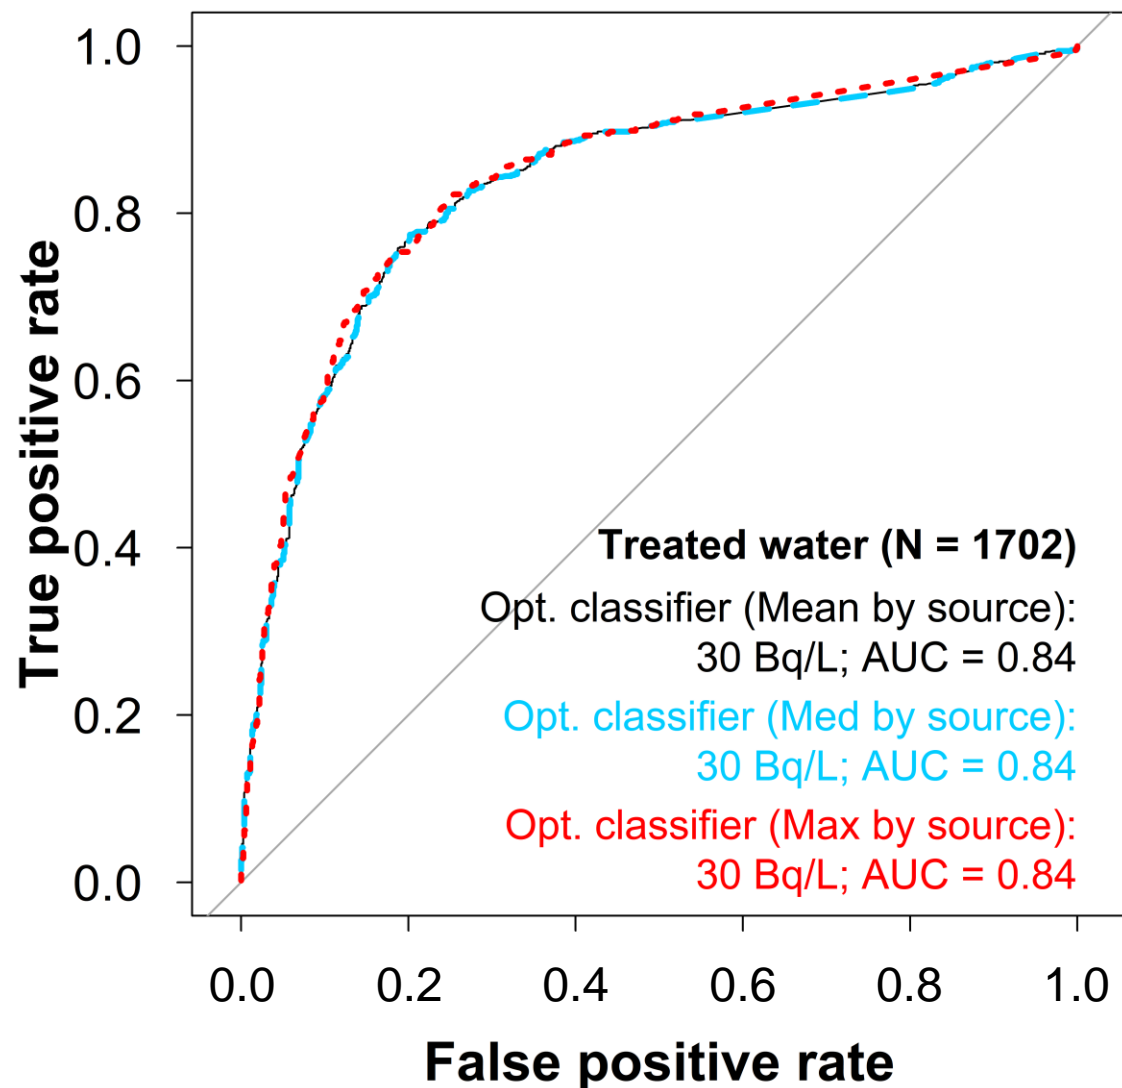 True positive rate
1.0
0.8
0.6
0.4
0.2
0.0
Treated water (N = 1702)
Opt. classifier (Mean by source):
30 Bq/L; AUC = 0.84
Opt. classifier (Med by source):
30 Bq/L; AUC = 0.84
Opt. classifier (Max by source):
30 Bq/L; AUC = 0.84
0.0 0.2 0.4 0.6 0.8 1.0
False positive rate